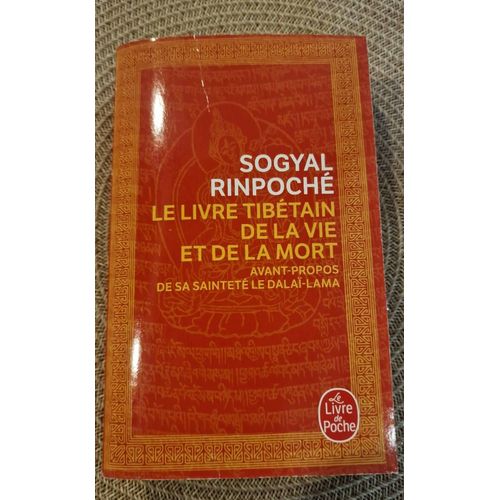 SOGYAL
RINPOCHÉ
LE LIVRE TIBÉTAIN
DE LA VIE
ET DE LA MORT
AVANT-PROPOS
DE SA SAINTETÉ LE DALAÏ-LAMA
Le
Livre
de
Poche